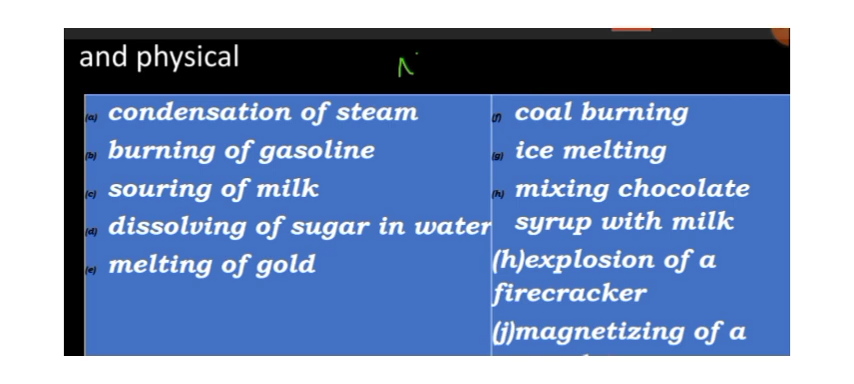 and physical
(a) condensation of steam
(b) burning of gasoline
(c) souring of milk
(d) dissolving of sugar in water
(e) melting of gold
(f) coal burning
(g) ice melting
(h) mixing chocolate
syrup with milk
(h)explosion of a
firecracker
(j)magnetizing of a